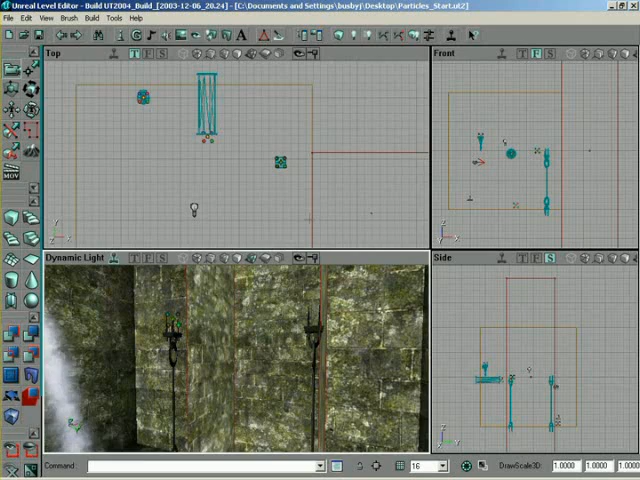 Unreal Level Editor - Build UT2004_Build_[2003-12-06_20.24] - [C:\Documents and Settings\busbyj\Desktop\Particles_Start.ut2]
File Edit View Brush Build Tools Help
Top T F S
Front T F S
Y X
Z X
Dynamic Light T F S
Side T F S
MOV
Command
16
DrawScale3D: 1.0000 1.0000 1.000